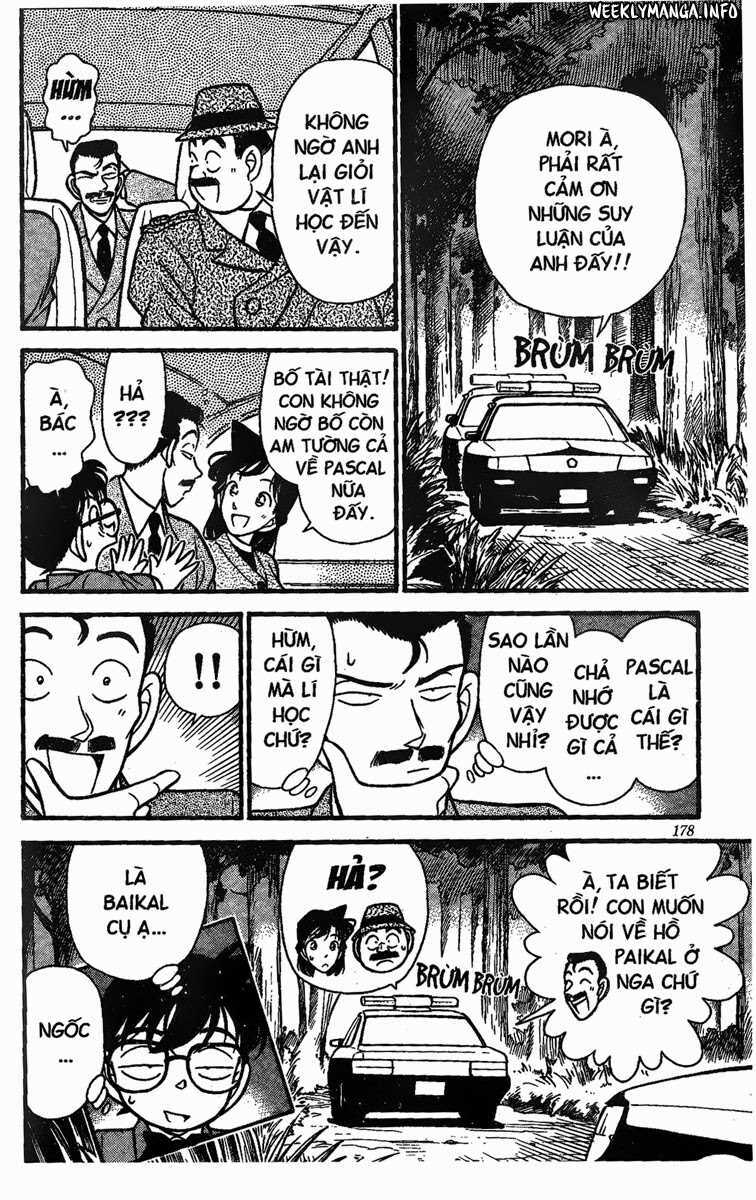 WEEKLYMANGA.INFO
MORI À,
PHẢI RẤT
CẢM ƠN
NHỮNG SUY
LUẬN CỦA
ANH ĐẤY!!
BRÙM BRÙM
KHÔNG
NGỜ ANH
LẠI GIỎI
VẬT LÍ
HỌC ĐẾN
VẬY.
HÙM
...
BỐ TÀI THẬT!
CON KHÔNG
NGỜ BỐ CÒN
AM TƯỜNG CẢ
VỀ PASCAL
NỮA
ĐẤY.
HẢ
???
À,
BÁC
...
PASCAL
LÀ
CÁI GÌ
THẾ?
CHẢ
NHỚ
ĐƯỢC
GÌ CẢ
...
SAO LẦN
NÀO
CŨNG
VẬY
NHỈ?
HỪM,
CÁI GÌ
MÀ LÍ
HỌC
CHỨ?
!!
178
À, TA BIẾT
RỒI! CON MUỐN
NÓI VỀ HỒ
PAIKAL Ở
NGA CHỨ
GÌ?
HẢ?
BRÙM BRÙM
LÀ
BAIKAL
CỤ Ạ...
NGỐC
...